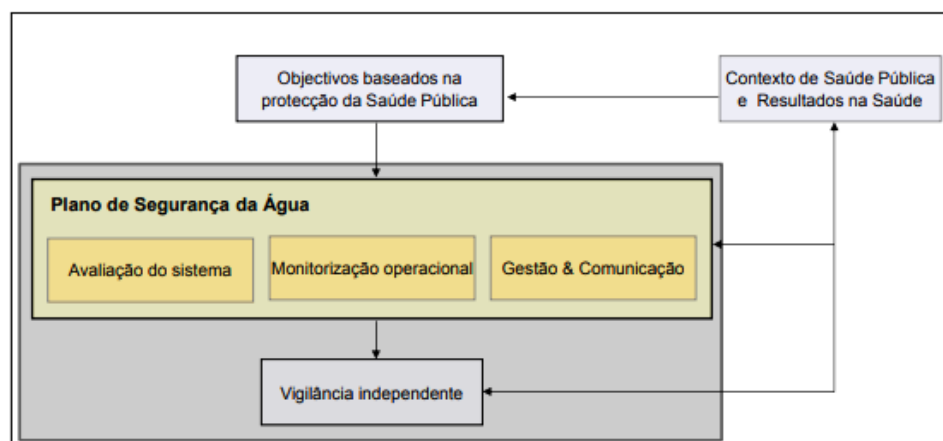 Objectivos baseados na
protecção da Saúde Pública
Contexto de Saúde Pública
e Resultados na Saúde
Plano de Segurança da Água
Avaliação do sistema
Monitorização operacional
Gestão & Comunicação
Vigilância independente